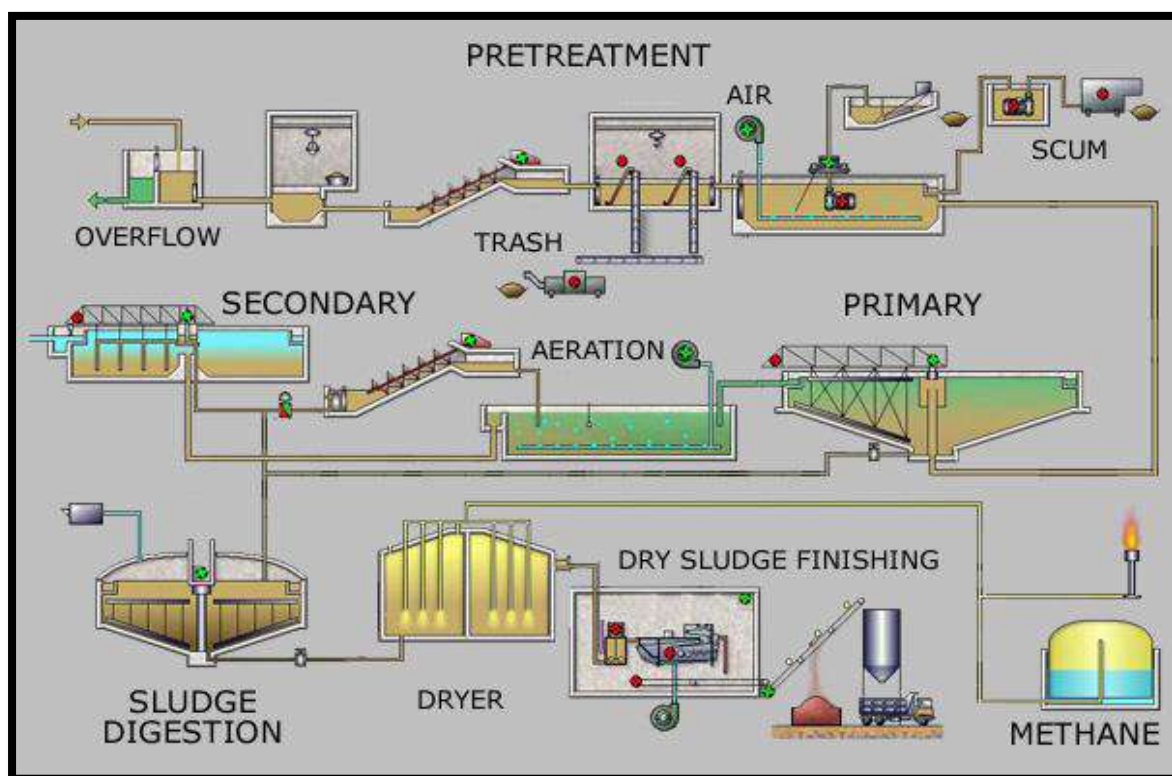 PRETREATMENT
AIR
SCUM
OVERFLOW
TRASH
SECONDARY
PRIMARY
AERATION
DRY SLUDGE FINISHING
SLUDGE
DIGESTION
DRYER
METHANE